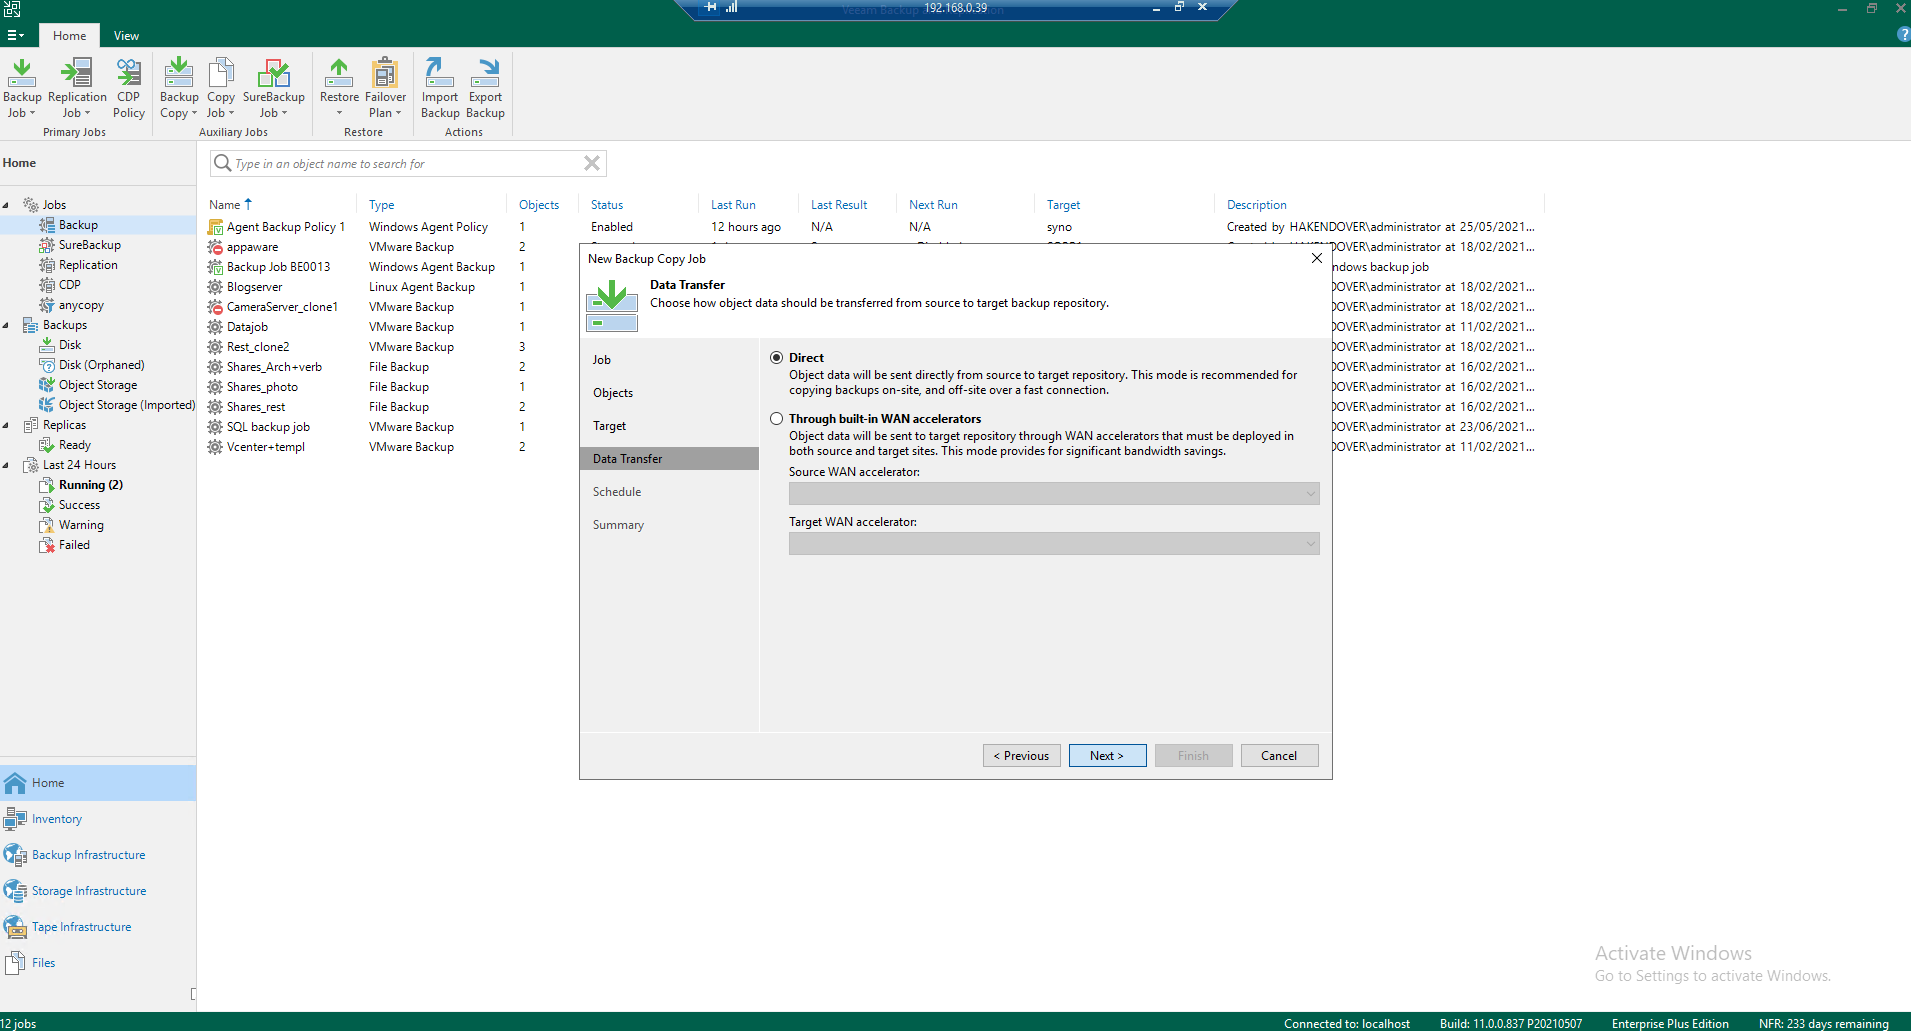 192.168.0.39
Home
View
Backup Job
Replication Job
CDP Policy
Backup Copy
Copy Job
SureBackup Job
Restore
Failover Plan
Import Backup
Export Backup
Primary Jobs
Auxiliary Jobs
Restore
Actions
Home
Type in an object name to search for
Jobs
Backup
SureBackup
Replication
CDP
anycopy
Backups
Disk
Disk (Orphaned)
Object Storage
Object Storage (Imported)
Replicas
Ready
Last 24 Hours
Running (2)
Success
Warning
Failed
Home
Inventory
Backup Infrastructure
Storage Infrastructure
Tape Infrastructure
Files
Name Type Objects Status Last Run Last Result Next Run Target Description
Agent Backup Policy 1 Windows Agent Policy 1 Enabled 12 hours ago N/A N/A syno Created by HAKENDOVER\administrator at 25/05/2021...
appaware VMware Backup 2 OVER\administrator at 18/02/2021...
Backup Job BE0013 Windows Agent Backup 1 ndows backup job
Blogserver Linux Agent Backup 1 DOVER\administrator at 18/02/2021...
CameraServer_clone1 VMware Backup 1 DOVER\administrator at 18/02/2021...
Datajob VMware Backup 1 DOVER\administrator at 11/02/2021...
Rest_clone2 VMware Backup 3 DOVER\administrator at 18/02/2021...
Shares_Arch+verb File Backup 2 DOVER\administrator at 16/02/2021...
Shares_photo File Backup 1 DOVER\administrator at 16/02/2021...
Shares_rest File Backup 2 DOVER\administrator at 16/02/2021...
SQL backup job VMware Backup 1 DOVER\administrator at 23/06/2021...
Vcenter+templ VMware Backup 2 DOVER\administrator at 11/02/2021...
New Backup Copy Job
Data Transfer
Choose how object data should be transferred from source to target backup repository.
Job
Objects
Target
Data Transfer
Schedule
Summary
Direct
Object data will be sent directly from source to target repository. This mode is recommended for
copying backups on-site, and off-site over a fast connection.
Through built-in WAN accelerators
Object data will be sent to target repository through WAN accelerators that must be deployed in
both source and target sites. This mode provides for significant bandwidth savings.
Source WAN accelerator:
Target WAN accelerator:
< Previous
Next >
Finish
Cancel
Activate Windows
Go to Settings to activate Windows.
12 jobs
Connected to: localhost
Build: 11.0.0.837 P20210507
Enterprise Plus Edition
NFR: 233 days remaining